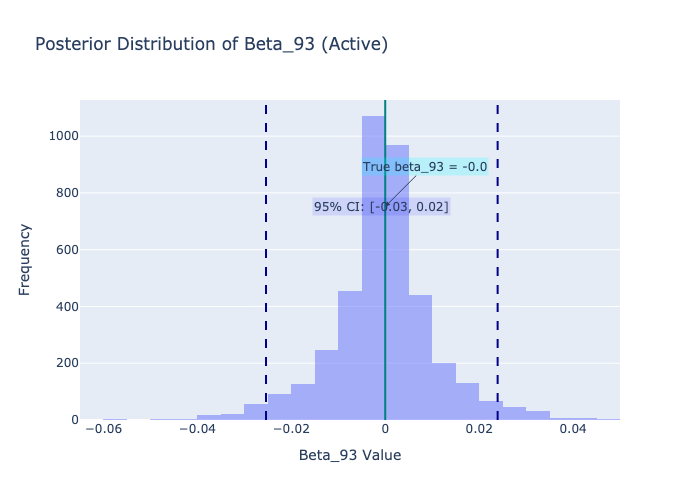 Posterior Distribution of Beta_93 (Active)
1000
True beta_93 = -0.0
800
95% CI: [-0.03, 0.02]
600
Frequency
400
200
0
−0.06 −0.04 −0.02 0 0.02 0.04
Beta_93 Value